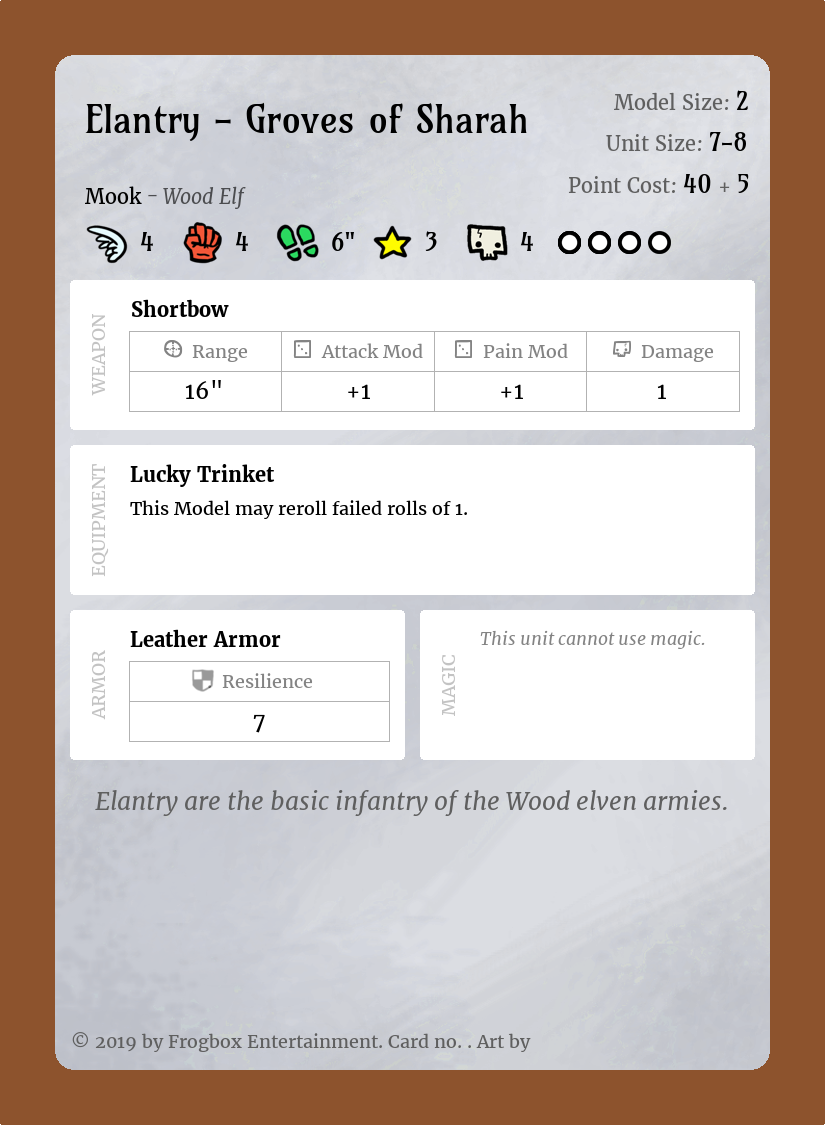 Elantry – Groves of Sharah
Model Size: 2
Unit Size: 7–8
Point Cost: 40 + 5
Mook – Wood Elf
4 4 6" 3 4
WEAPON
Shortbow
Range Attack Mod Pain Mod Damage
16" +1 +1 1
EQUIPMENT
Lucky Trinket
This Model may reroll failed rolls of 1.
ARMOR
Leather Armor
Resilience
7
MAGIC
This unit cannot use magic.
Elantry are the basic infantry of the Wood elven armies.
© 2019 by Frogbox Entertainment. Card no. . Art by